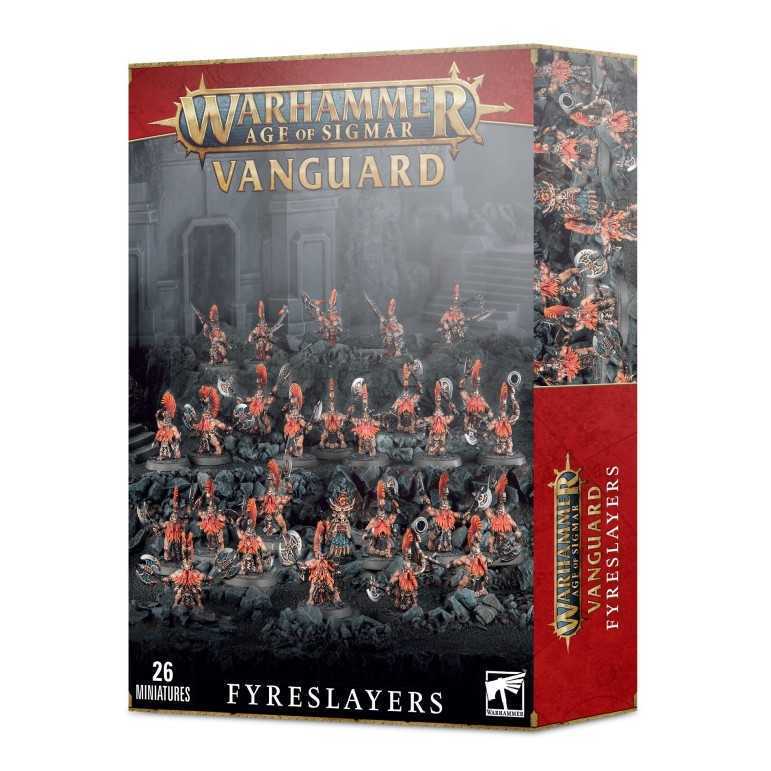 WARHAMMER
AGE OF SIGMAR
VANGUARD
26
MINIATURES
FYRESLAYERS
WARHAMMER
WARHAMMER
AGE OF SIGMAR
VANGUARD
FYRESLAYERS